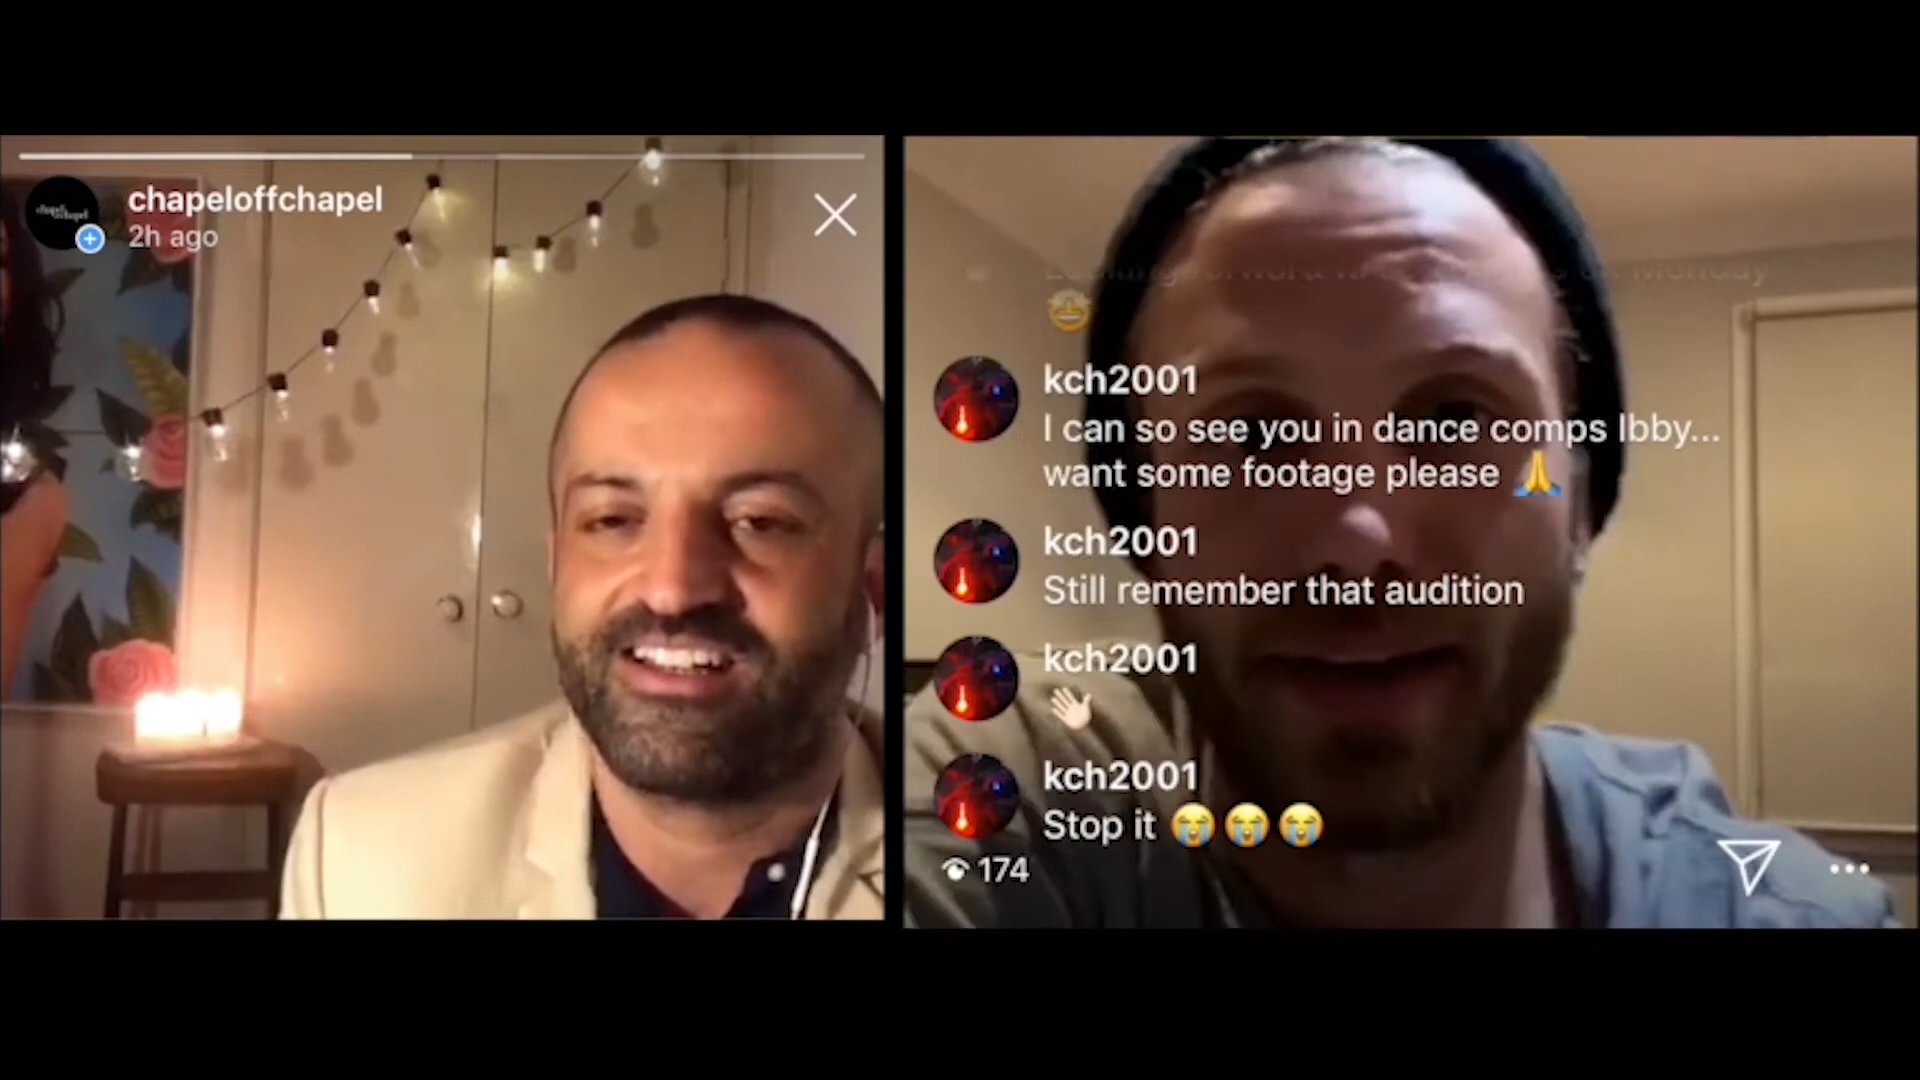 chapeloffchapel
2h ago
Monday
🤩
kch2001
I can so see you in dance comps Ibby...
want some footage please 🙏
kch2001
Still remember that audition
kch2001
👋🏻
kch2001
Stop it 😭😭😭
174